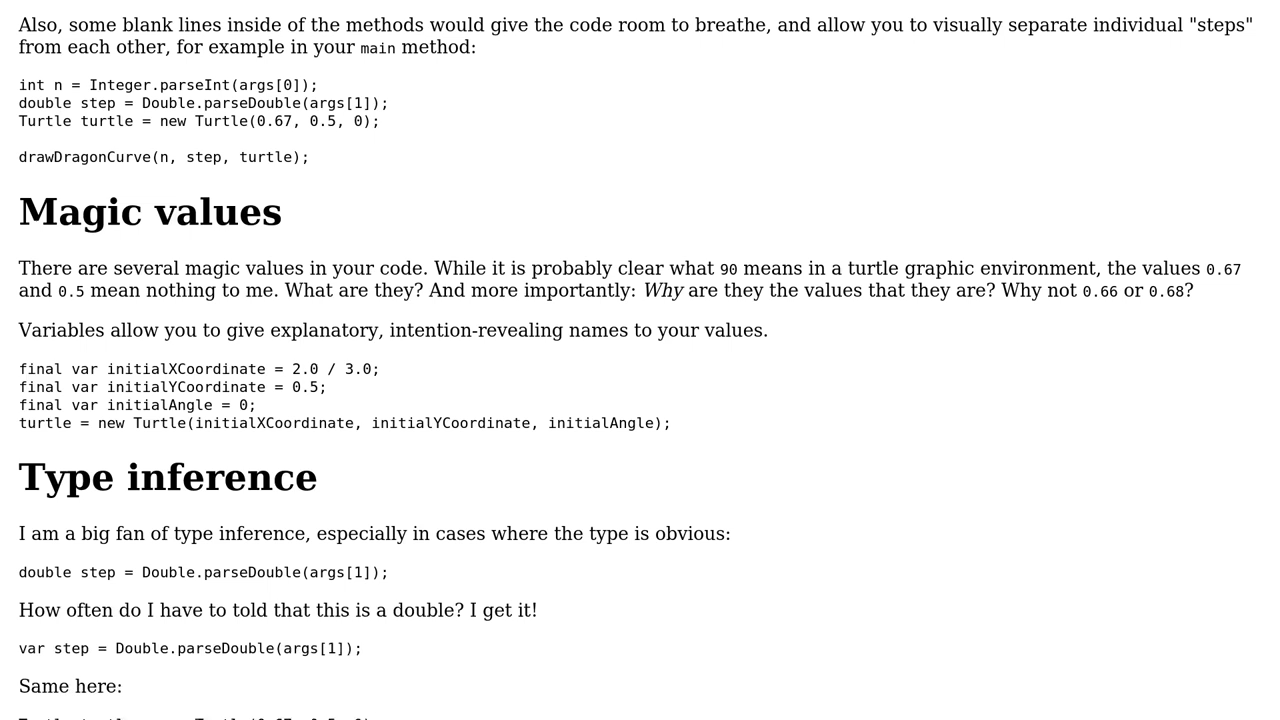 Also, some blank lines inside of the methods would give the code room to breathe, and allow you to visually separate individual "steps"
from each other, for example in your main method:
int n = Integer.parseInt(args[0]);
double step = Double.parseDouble(args[1]);
Turtle turtle = new Turtle(0.67, 0.5, 0);
drawDragonCurve(n, step, turtle);
Magic values
There are several magic values in your code. While it is probably clear what 90 means in a turtle graphic environment, the values 0.67
and 0.5 mean nothing to me. What are they? And more importantly: Why are they the values that they are? Why not 0.66 or 0.68?
Variables allow you to give explanatory, intention-revealing names to your values.
final var initialXCoordinate = 2.0 / 3.0;
final var initialYCoordinate = 0.5;
final var initialAngle = 0;
turtle = new Turtle(initialXCoordinate, initialYCoordinate, initialAngle);
Type inference
I am a big fan of type inference, especially in cases where the type is obvious:
double step = Double.parseDouble(args[1]);
How often do I have to told that this is a double? I get it!
var step = Double.parseDouble(args[1]);
Same here: